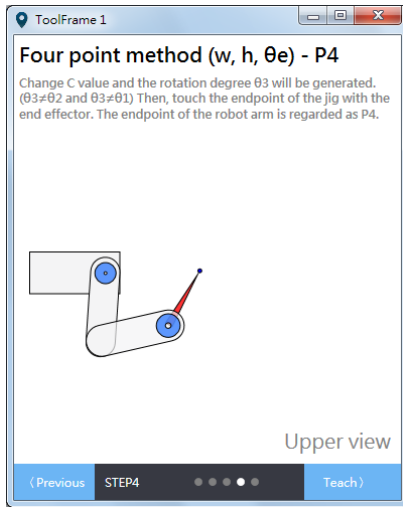 ToolFrame 1
Four point method (w, h, θe) - P4
Change C value and the rotation degree θ3 will be generated.
(θ3≠θ2 and θ3≠θ1) Then, touch the endpoint of the jig with the
end effector. The endpoint of the robot arm is regarded as P4.
Upper view
〈Previous STEP4 Teach〉